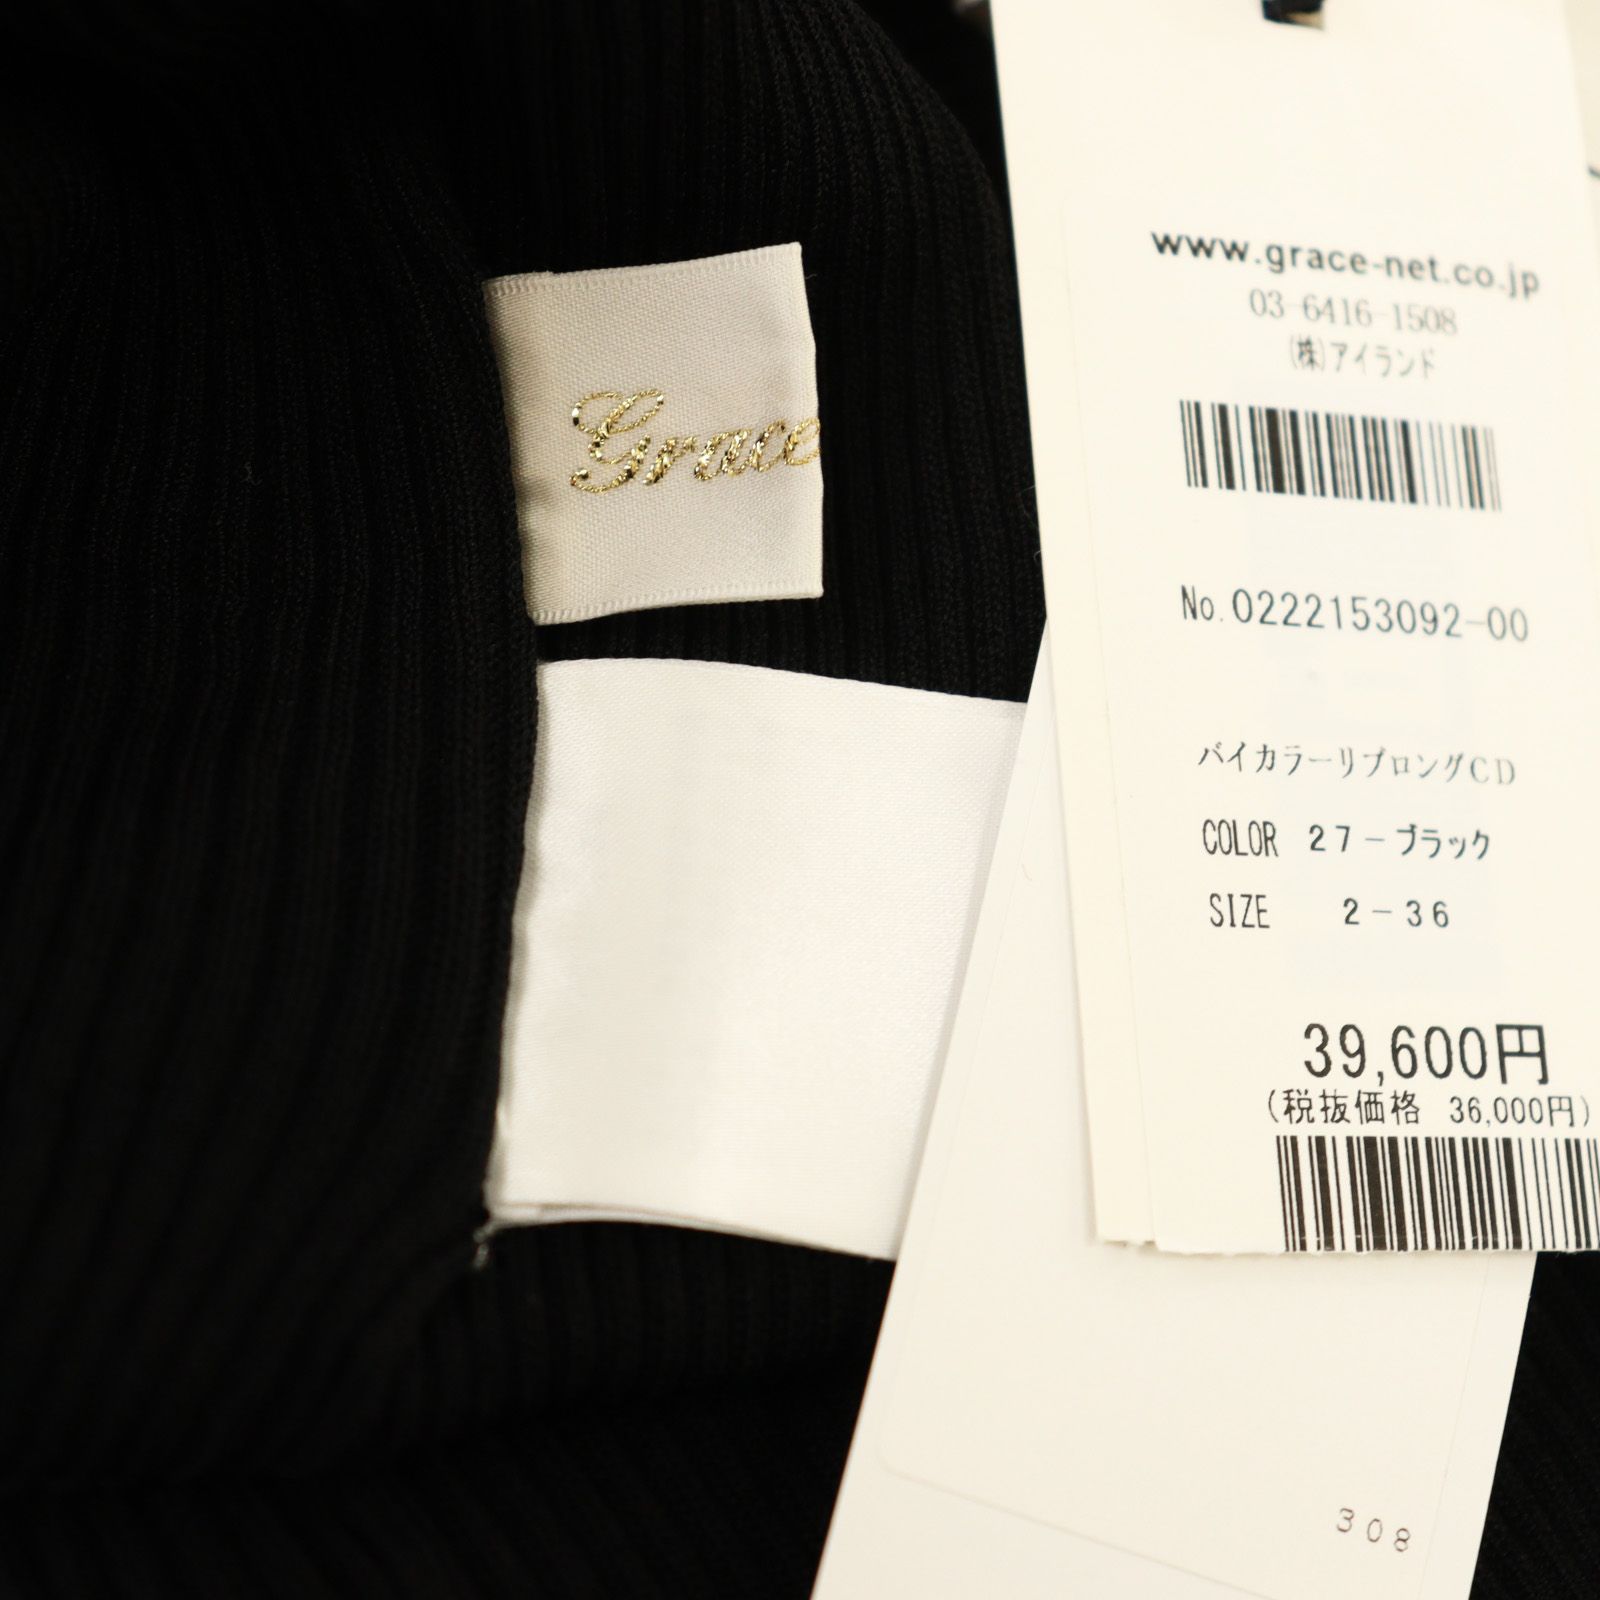 Grace
www.grace-net.co.jp
03-6416-1508
(株)アイランド
No.0222153092-00
バイカラーリブロングCD
COLOR 27-ブラック
SIZE 2-36
39,600円
(税抜価格 36,000円)
308